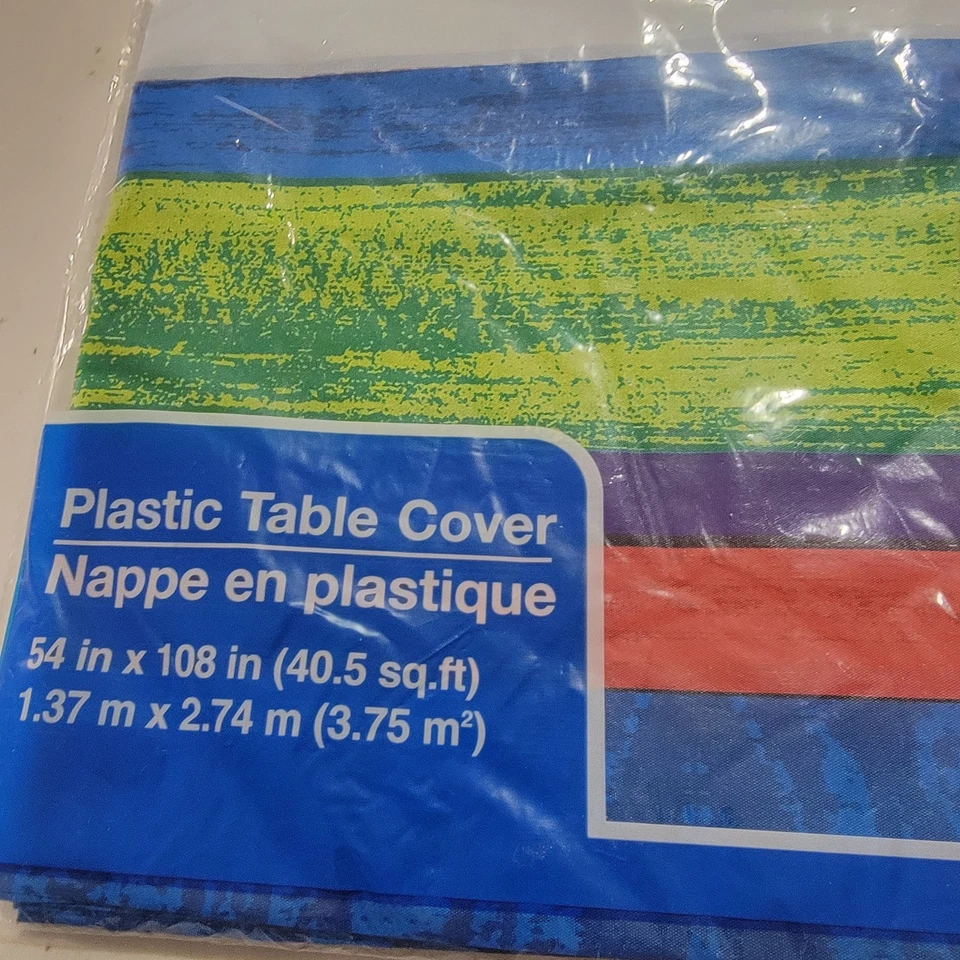 Plastic Table Cover
Nappe en plastique
54 in x 108 in (40.5 sq.ft)
1.37 m x 2.74 m (3.75 m²)